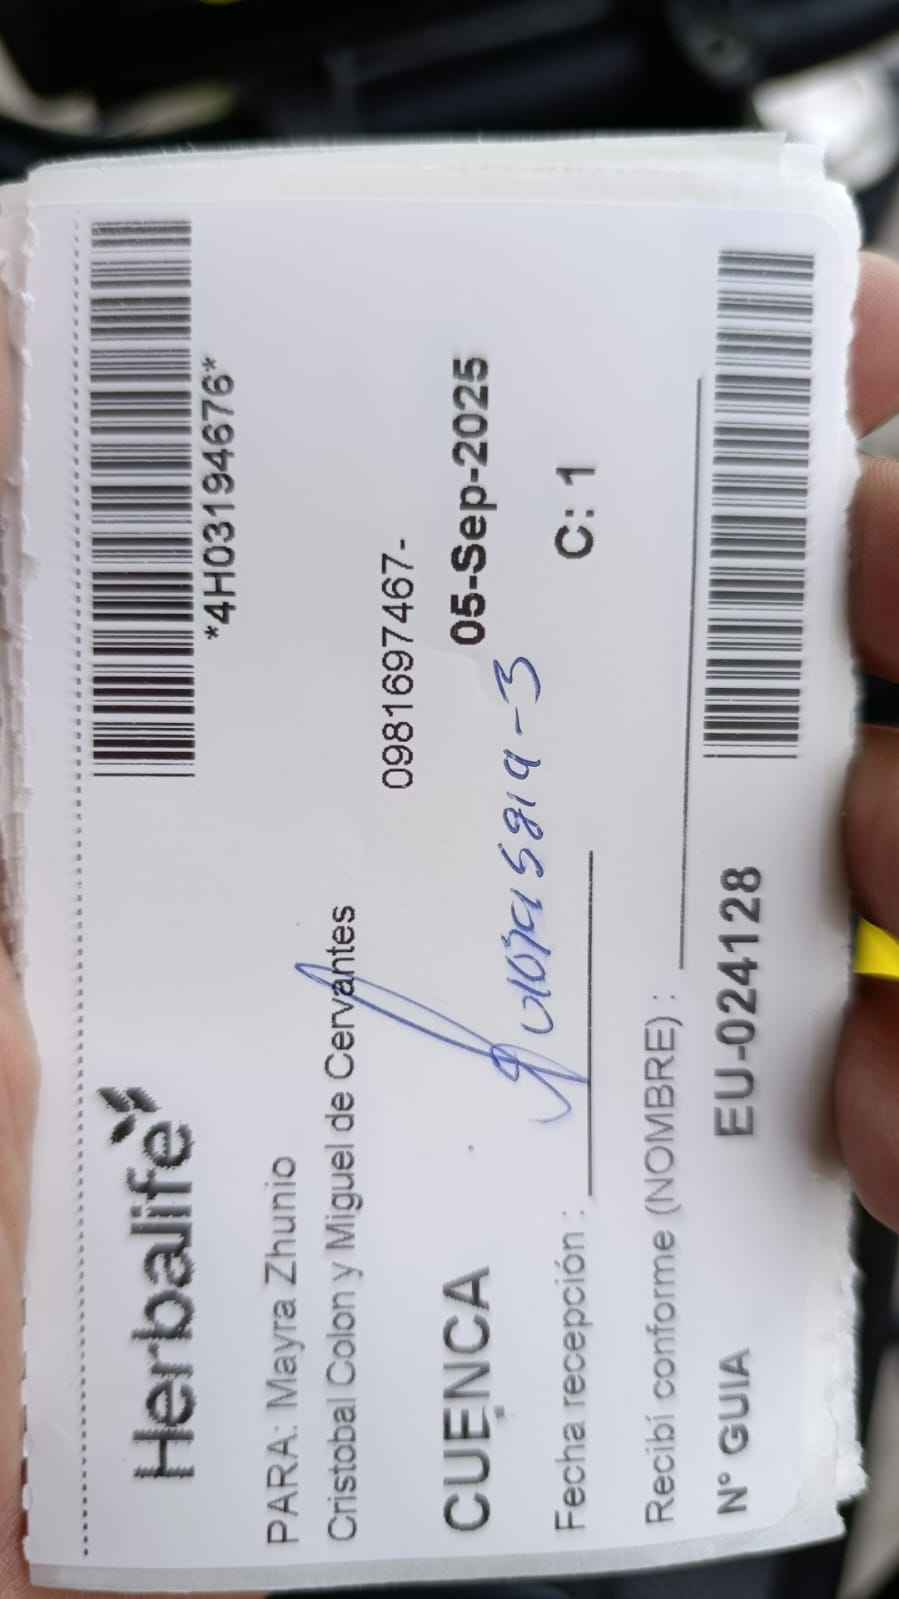 Herbalife
*4H03194676*
PARA: Mayra Zhunio
Cristobal Colon y Miguel de Cervantes
0981697467-
CUENCA
05-Sep-2025
Fecha recepción :
C: 1
Recibí conforme (NOMBRE) :
N° GUIA EU-024128